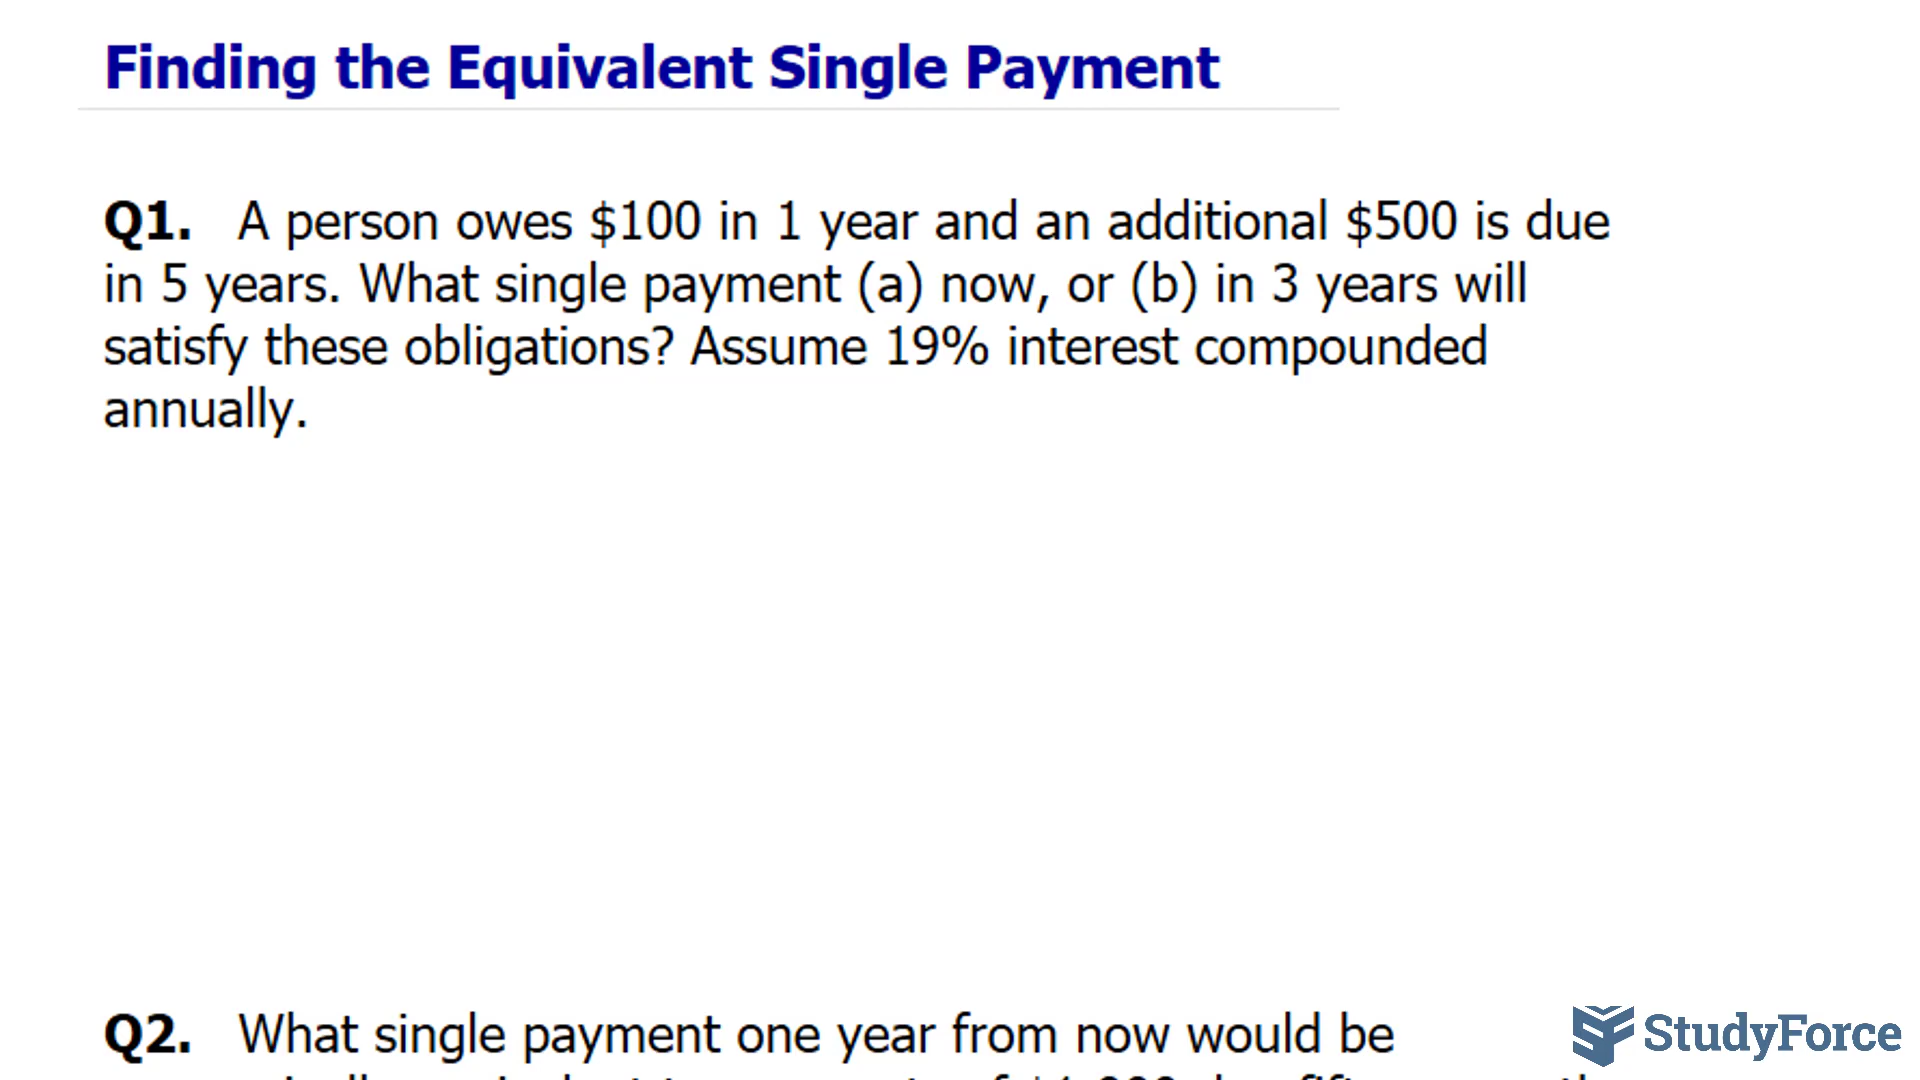 Finding the Equivalent Single Payment
Q1. A person owes $100 in 1 year and an additional $500 is due
in 5 years. What single payment (a) now, or (b) in 3 years will
satisfy these obligations? Assume 19% interest compounded
annually.
Q2. What single payment one year from now would be
StudyForce